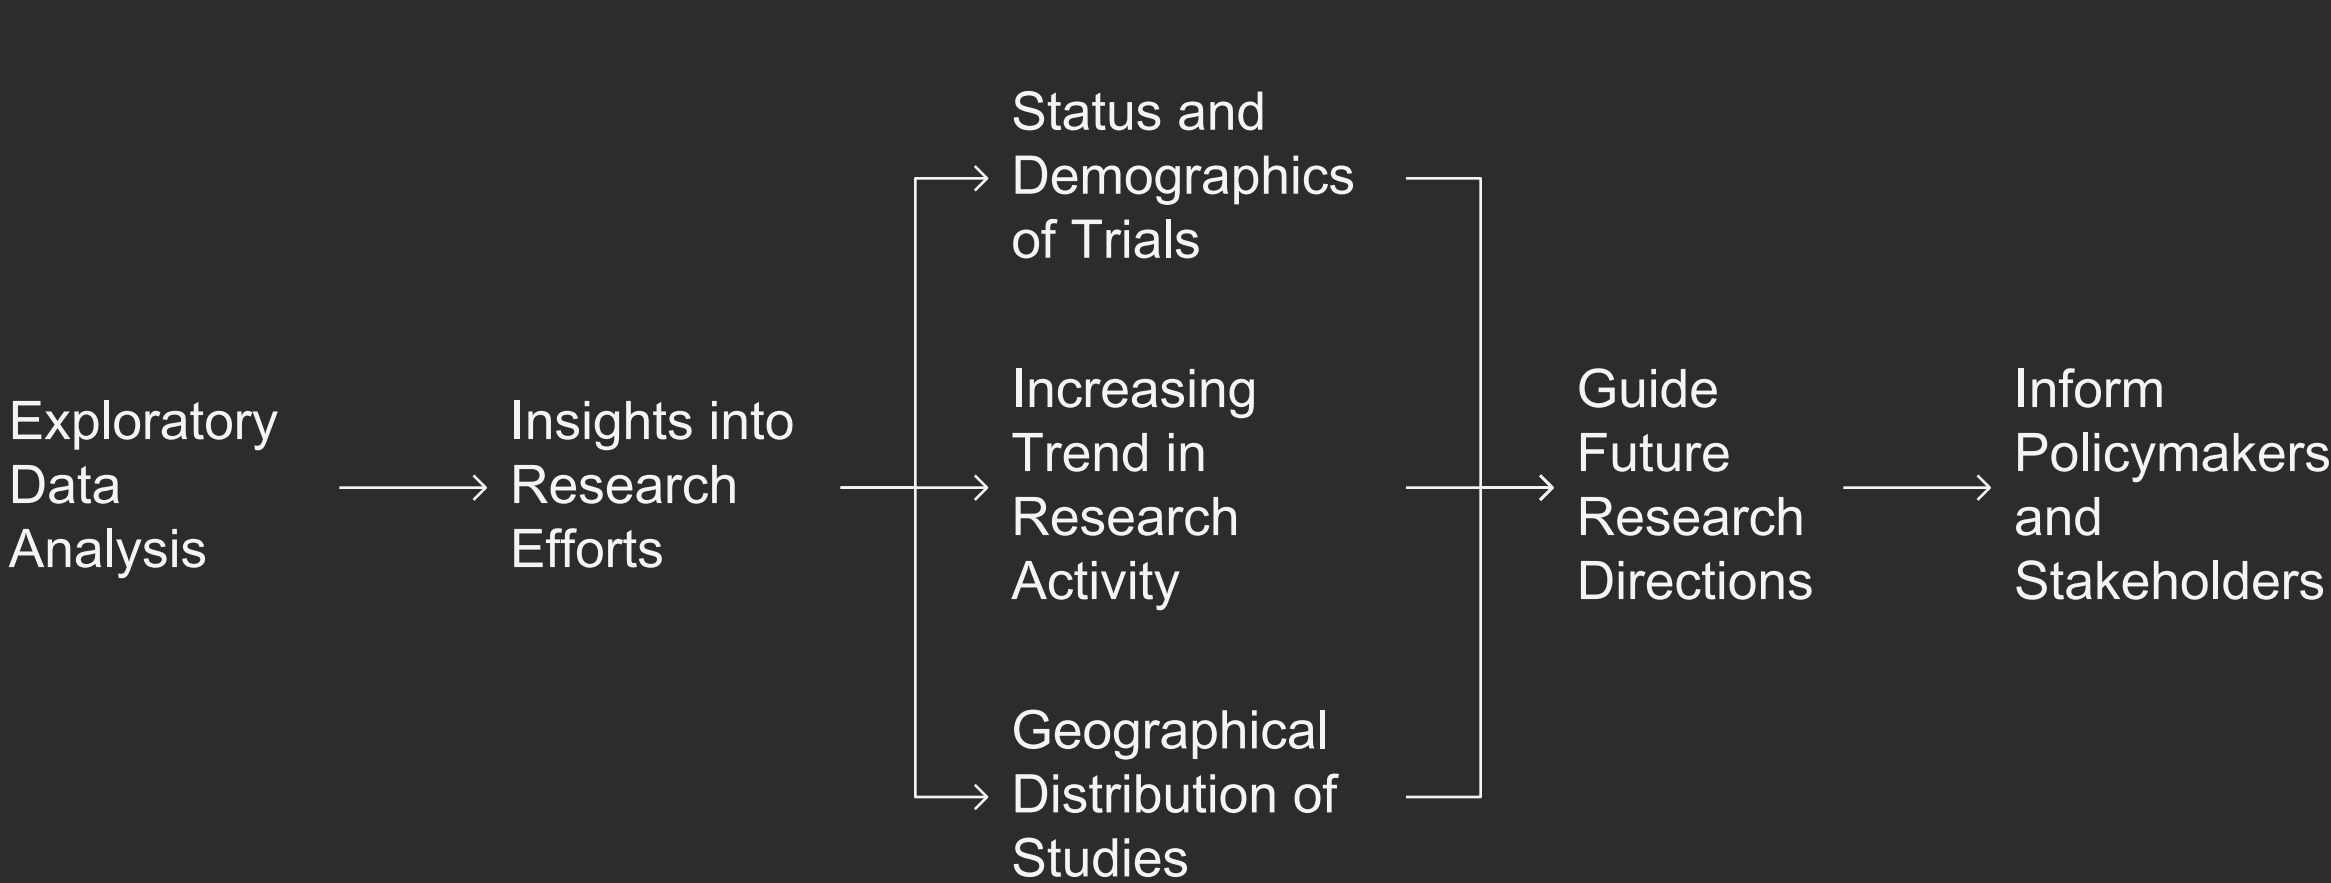 Exploratory
Data
Analysis
Insights into
Research
Efforts
Status and
Demographics
of Trials
Increasing
Trend in
Research
Activity
Geographical
Distribution of
Studies
Guide
Future
Research
Directions
Inform
Policymakers
and
Stakeholders